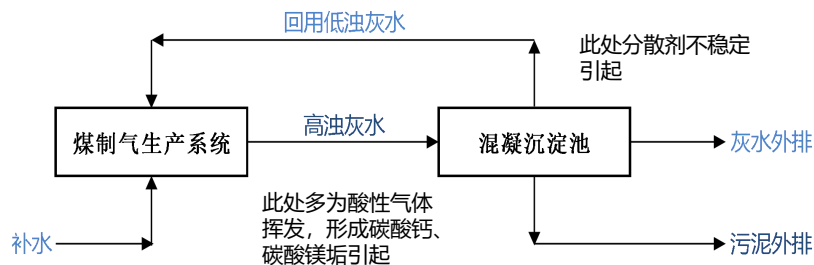 回用低浊灰水
此处分散剂不稳定
引起
煤制气生产系统
高浊灰水
混凝沉淀池
灰水外排
此处多为酸性气体
挥发，形成碳酸钙、
碳酸镁垢引起
补水
污泥外排